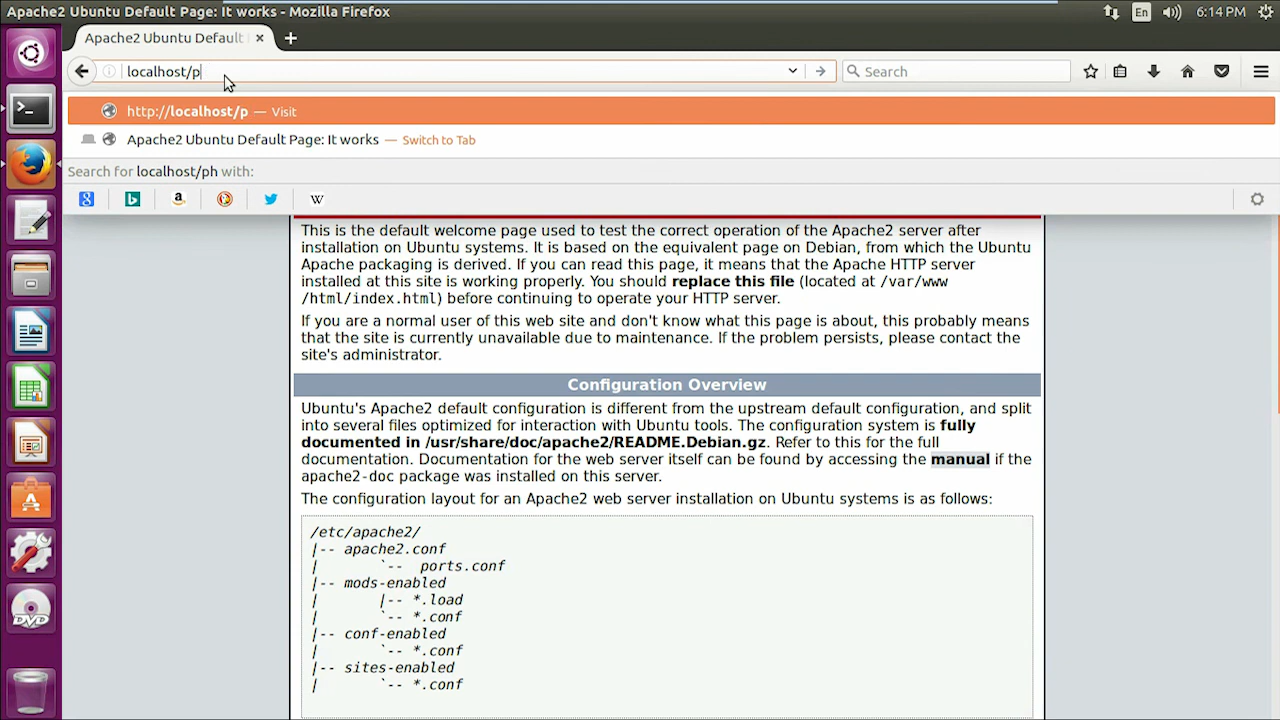 Apache2 Ubuntu Default Page: It works - Mozilla Firefox
En
6:14 PM
Apache2 Ubuntu Default
localhost/p
Search
http://localhost/p — Visit
Apache2 Ubuntu Default Page: It works — Switch to Tab
Search for localhost/ph with:
This is the default welcome page used to test the correct operation of the Apache2 server after
installation on Ubuntu systems. It is based on the equivalent page on Debian, from which the Ubuntu
Apache packaging is derived. If you can read this page, it means that the Apache HTTP server
installed at this site is working properly. You should replace this file (located at /var/www
/html/index.html) before continuing to operate your HTTP server.
If you are a normal user of this web site and don't know what this page is about, this probably means
that the site is currently unavailable due to maintenance. If the problem persists, please contact the
site's administrator.
Configuration Overview
Ubuntu's Apache2 default configuration is different from the upstream default configuration, and split
into several files optimized for interaction with Ubuntu tools. The configuration system is fully
documented in /usr/share/doc/apache2/README.Debian.gz. Refer to this for the full
documentation. Documentation for the web server itself can be found by accessing the manual if the
apache2-doc package was installed on this server.
The configuration layout for an Apache2 web server installation on Ubuntu systems is as follows:
/etc/apache2/
|-- apache2.conf
|       `--  ports.conf
|-- mods-enabled
|       |-- *.load
|       `-- *.conf
|-- conf-enabled
|       `-- *.conf
|-- sites-enabled
|       `-- *.conf